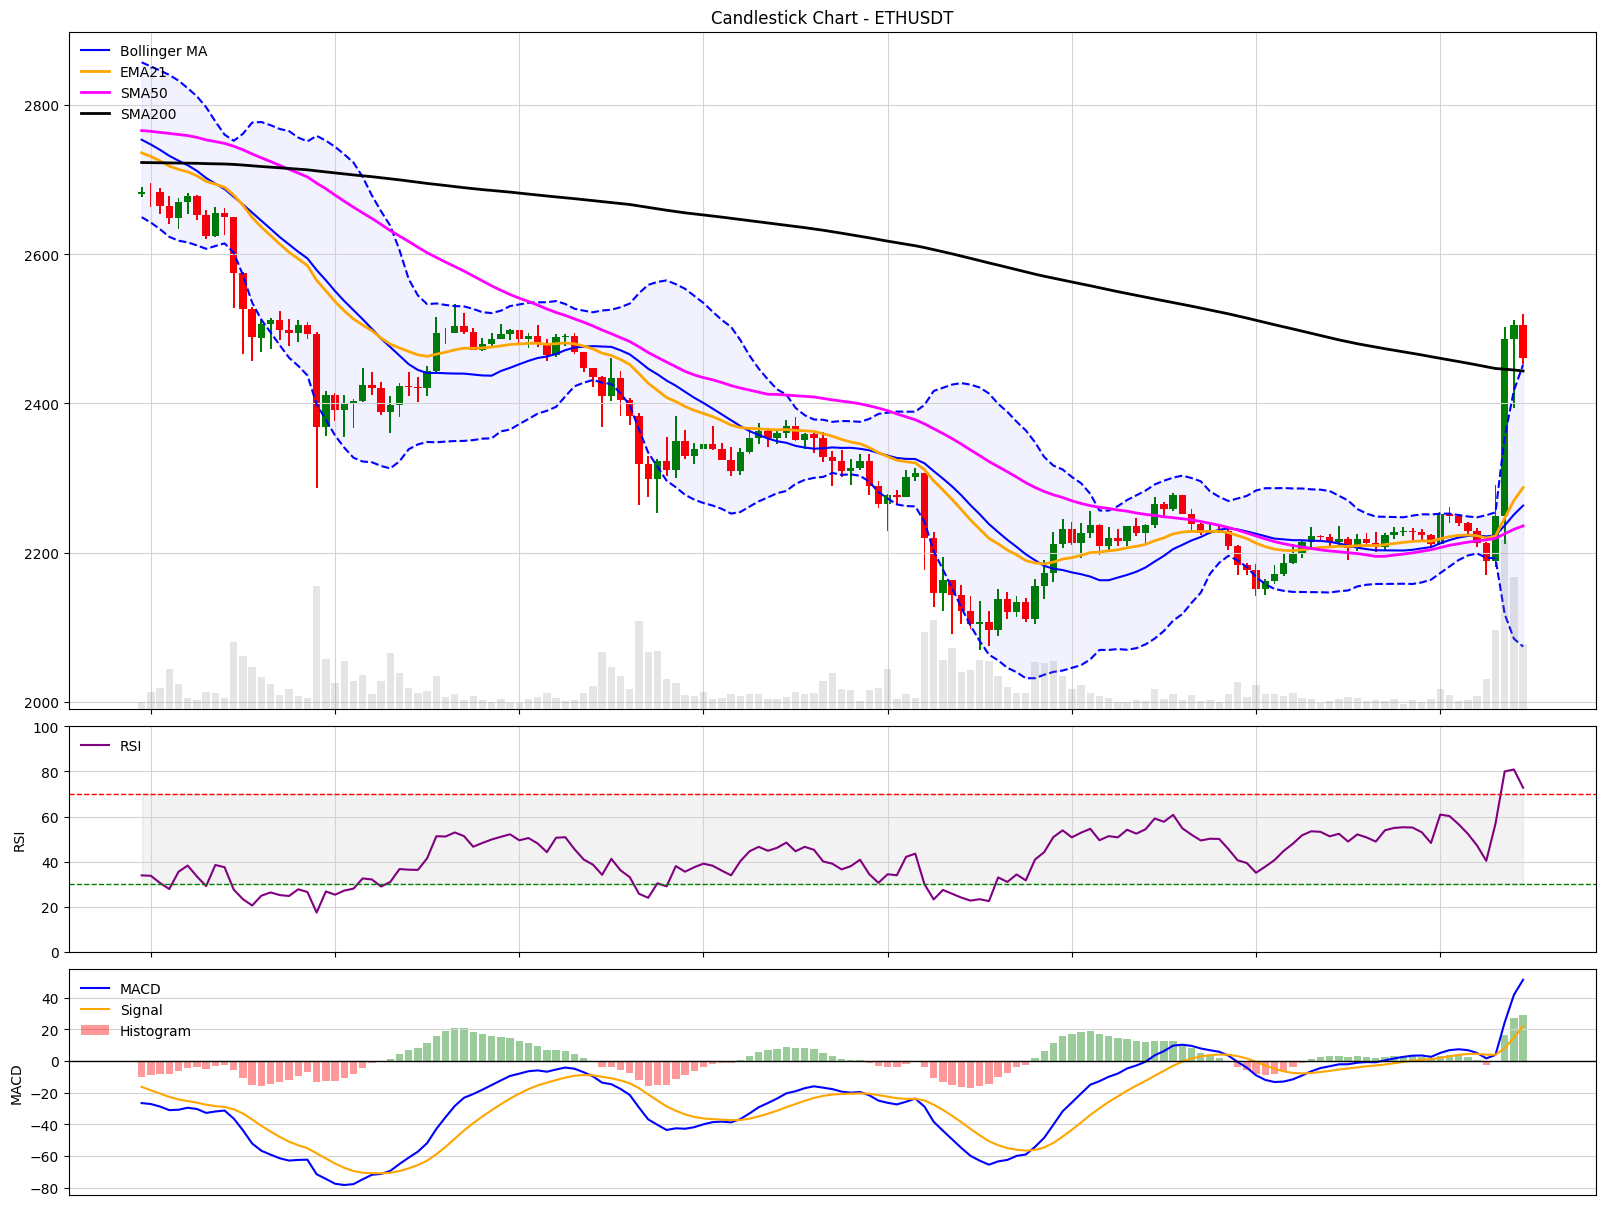 Candlestick Chart - ETHUSDT
Bollinger MA
EMA21
SMA50
SMA200
2800
2600
2400
2200
2000
RSI
100
80
60
40
20
0
RSI
MACD
Signal
Histogram
40
20
0
−20
−40
−60
−80
MACD